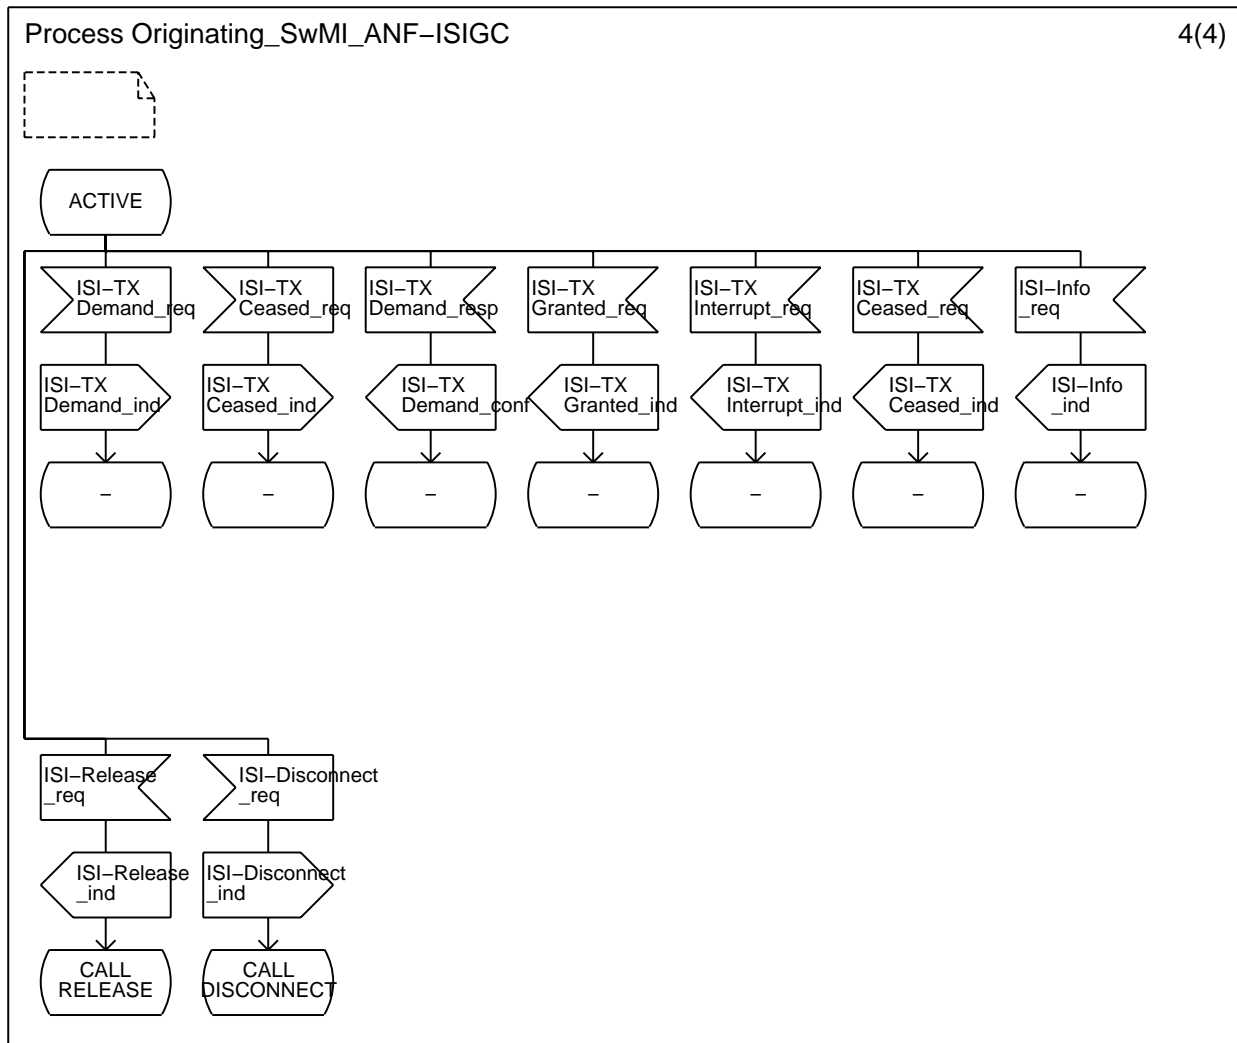 Process Originating_SwMI_ANF−ISIGC
4(4)
ACTIVE
ISI−TX
Demand_req
ISI−TX
Ceased_req
ISI−TX
Demand_resp
ISI−TX
Granted_req
ISI−TX
Interrupt_req
ISI−TX
Ceased_req
ISI−Info
_req
ISI−TX
Demand_ind
ISI−TX
Ceased_ind
ISI−TX
Demand_conf
ISI−TX
Granted_ind
ISI−TX
Interrupt_ind
ISI−TX
Ceased_ind
ISI−Info
_ind
−
−
−
−
−
−
−
ISI−Release
_req
ISI−Disconnect
_req
ISI−Release
_ind
ISI−Disconnect
_ind
CALL
RELEASE
CALL
DISCONNECT